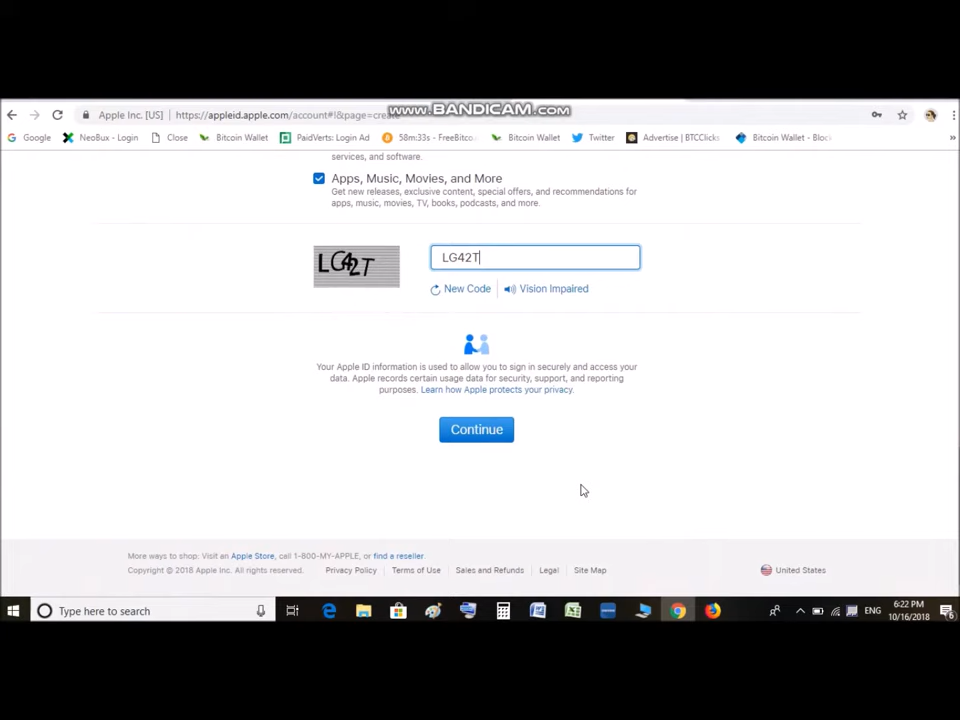 www.BANDICAM.com
Apple Inc. [US]
https://appleid.apple.com/account#!&page=create
Google
NeoBux - Login
Close
Bitcoin Wallet
PaidVerts: Login Ad
58m:33s - FreeBitco
Bitcoin Wallet
Twitter
Advertise | BTCClicks
Bitcoin Wallet - Block
services, and software.
Apps, Music, Movies, and More
Get new releases, exclusive content, special offers, and recommendations for
apps, music, movies, TV, books, podcasts, and more.
LG42T
LG42T
New Code
Vision Impaired
Your Apple ID information is used to allow you to sign in securely and access your
data. Apple records certain usage data for security, support, and reporting
purposes. Learn how Apple protects your privacy.
Continue
More ways to shop: Visit an Apple Store, call 1-800-MY-APPLE, or find a reseller.
Copyright © 2018 Apple Inc. All rights reserved.
Privacy Policy
Terms of Use
Sales and Refunds
Legal
Site Map
United States
Type here to search
ENG
6:22 PM
10/16/2018
6